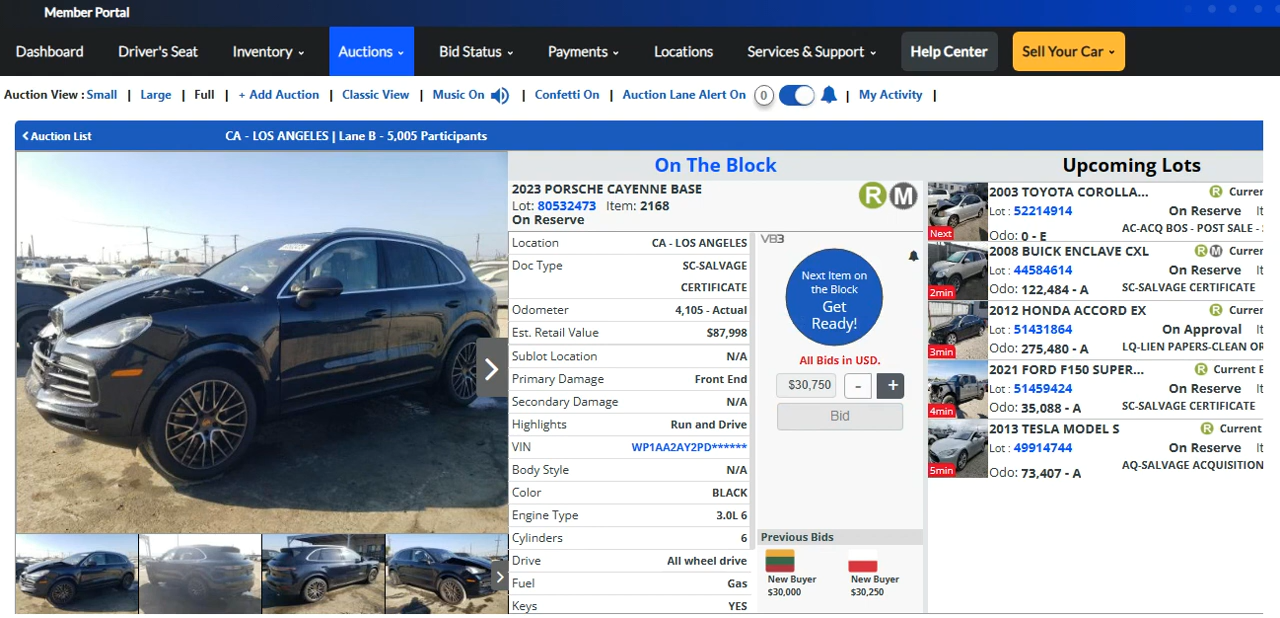 Member Portal
Dashboard Driver's Seat Inventory Auctions Bid Status Payments Locations Services & Support Help Center Sell Your Car
Auction View : Small | Large | Full | + Add Auction | Classic View | Music On | Confetti On | Auction Lane Alert On 0 | My Activity |
Auction List CA - LOS ANGELES | Lane B - 5,005 Participants
On The Block
2023 PORSCHE CAYENNE BASE
Lot: 80532473 Item: 2168
On Reserve
R M
Location CA - LOS ANGELES
Doc Type SC-SALVAGE
CERTIFICATE
Odometer 4,105 - Actual
Est. Retail Value $87,998
Sublot Location N/A
Primary Damage Front End
Secondary Damage N/A
Highlights Run and Drive
VIN WP1AA2AY2PD******
Body Style N/A
Color BLACK
Engine Type 3.0L 6
Cylinders 6
Drive All wheel drive
Fuel Gas
Keys YES
VB3
Next Item on
the Block
Get
Ready!
All Bids in USD.
$30,750 - +
Bid
Previous Bids
New Buyer New Buyer
$30,000 $30,250
Upcoming Lots
2003 TOYOTA COROLLA... R Curren
Lot : 52214914 On Reserve It
Next Odo: 0 - E AC-ACQ BOS - POST SALE -
2008 BUICK ENCLAVE CXL R M Curren
Lot : 44584614 On Reserve It
2min Odo: 122,484 - A SC-SALVAGE CERTIFICATE
2012 HONDA ACCORD EX R Curren
Lot : 51431864 On Approval It
3min Odo: 275,480 - A LQ-LIEN PAPERS-CLEAN OR
2021 FORD F150 SUPER... R Current B
Lot : 51459424 On Reserve It
4min Odo: 35,088 - A SC-SALVAGE CERTIFICATE
2013 TESLA MODEL S R Current
Lot : 49914744 On Reserve It
5min Odo: 73,407 - A AQ-SALVAGE ACQUISITION